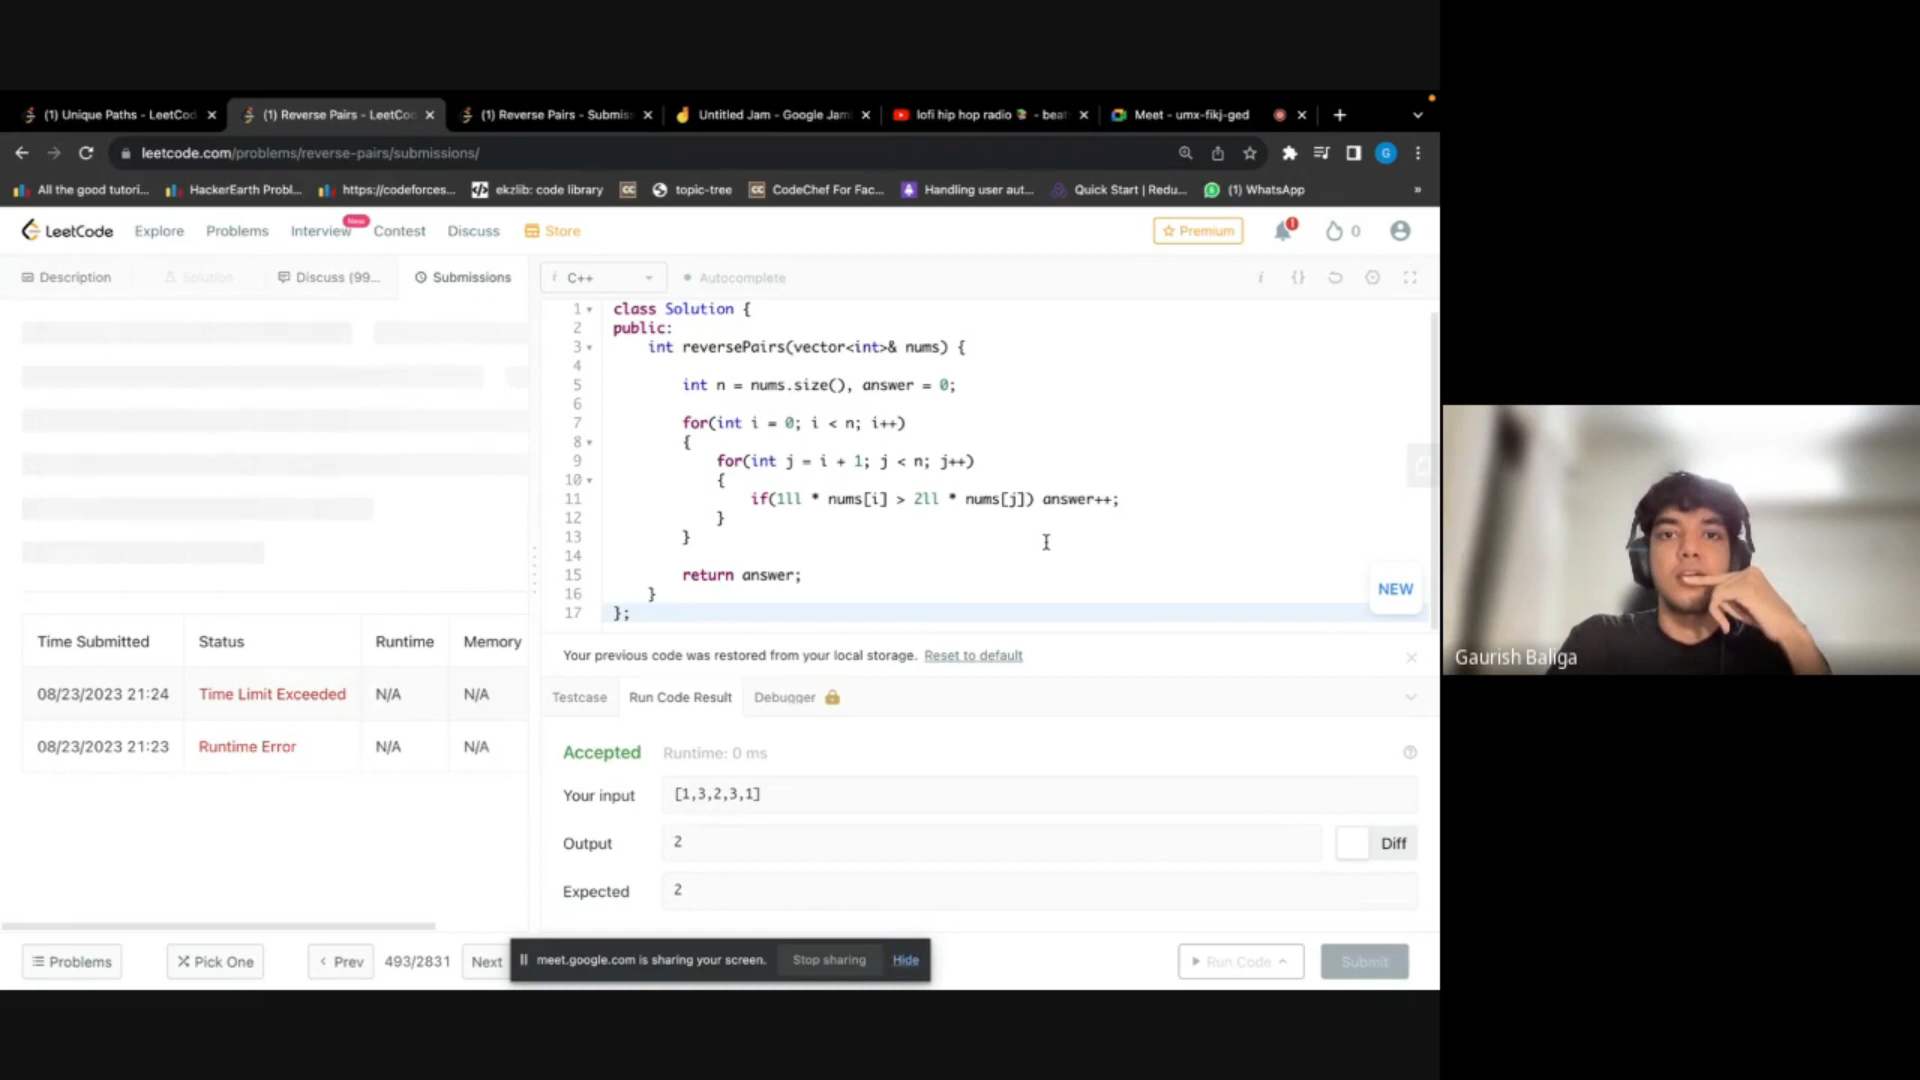 (1) Unique Paths - LeetCod
(1) Reverse Pairs - LeetCod
(1) Reverse Pairs - Submis
Untitled Jam - Google Jam
lofi hip hop radio - beat
Meet - umx-fikj-ged
leetcode.com/problems/reverse-pairs/submissions/
G
All the good tutori...
HackerEarth Probl...
https://codeforces...
ekzlib: code library
CC
topic-tree
CC
CodeChef For Fac...
Handling user aut...
Quick Start | Redu...
(1) WhatsApp
»
LeetCode
Explore
Problems
Interview
New
Contest
Discuss
Store
Premium
1
0
Description
Solution
Discuss (99...
Submissions
i C++
Autocomplete
i {}
1 class Solution {
2 public:
3 int reversePairs(vector<int>& nums) {
4
5 int n = nums.size(), answer = 0;
6
7 for(int i = 0; i < n; i++)
8 {
9 for(int j = i + 1; j < n; j++)
10 {
11 if(1ll * nums[i] > 2ll * nums[j]) answer++;
12 }
13 }
14
15 return answer;
16 }
17 };
NEW
Your previous code was restored from your local storage. Reset to default
Time Submitted Status Runtime Memory
08/23/2023 21:24 Time Limit Exceeded N/A N/A
08/23/2023 21:23 Runtime Error N/A N/A
Testcase Run Code Result Debugger
Accepted Runtime: 0 ms
Your input [1,3,2,3,1]
Output 2
Diff
Expected 2
Problems
Pick One
Prev
493/2831
Next
meet.google.com is sharing your screen.
Stop sharing
Hide
Run Code
Submit
Gaurish Baliga